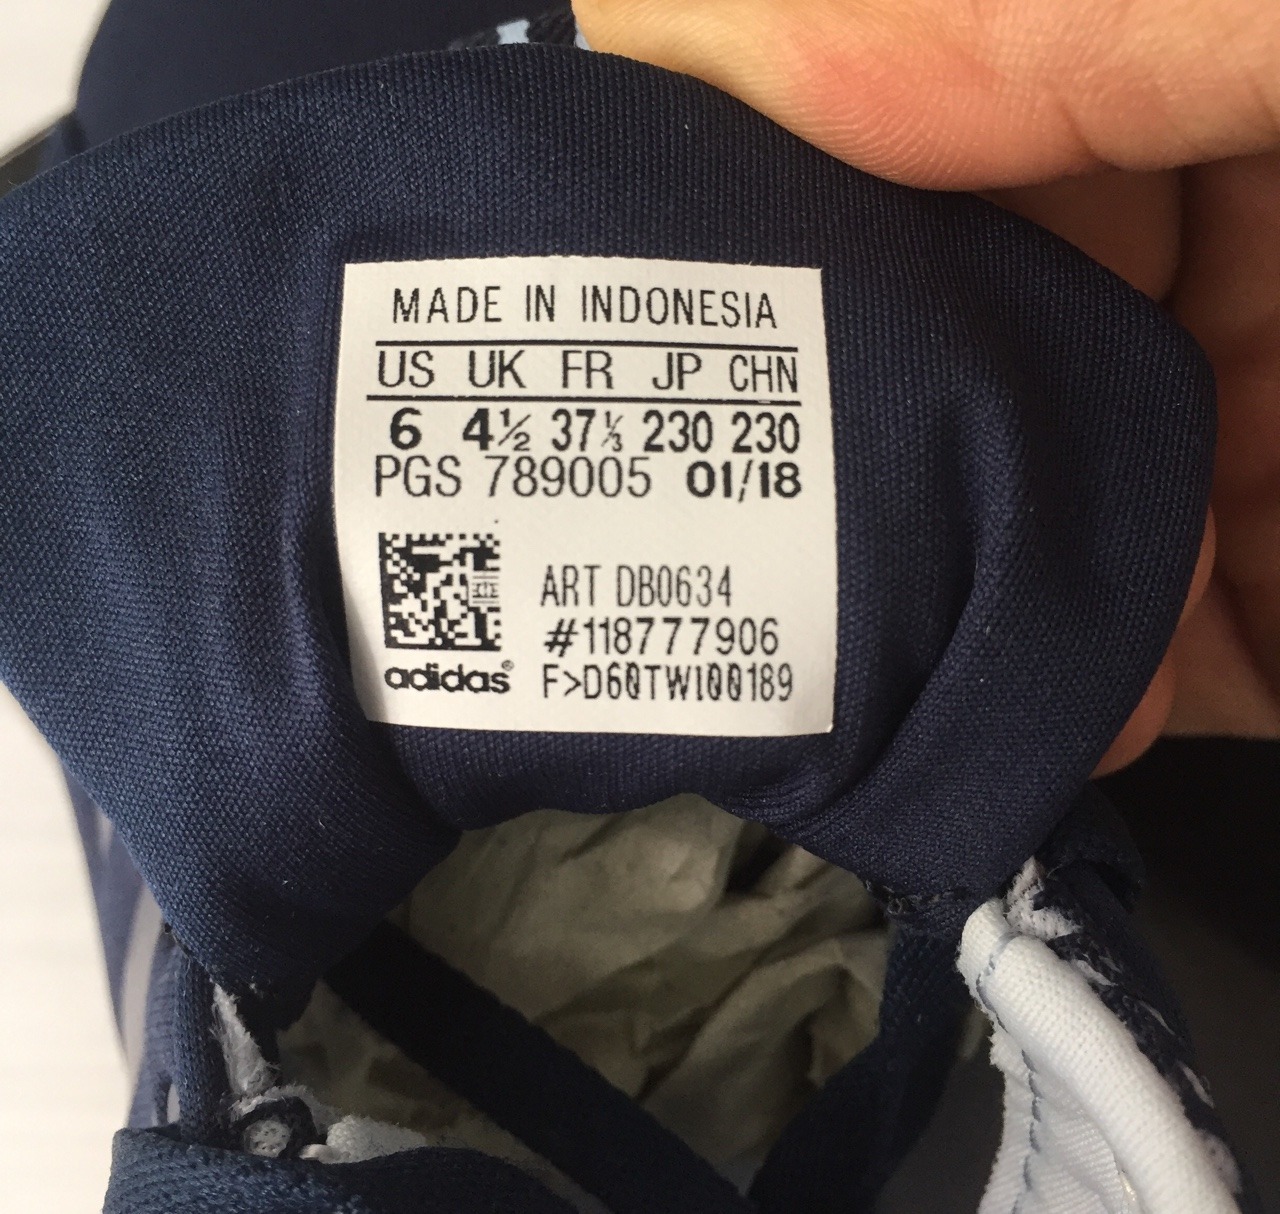 MADE IN INDONESIA
US UK FR JP CHN
6 4½ 37⅓ 230 230
PGS 789005 01/18
ART DB0634
#118777906
adidas®
F>D60TW100189